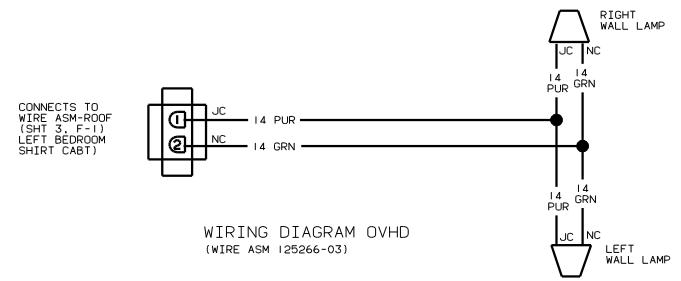 RIGHT
WALL LAMP
JC NC
14
PUR
14
GRN
CONNECTS TO
WIRE ASM-ROOF
(SHT 3, F-1)
LEFT BEDROOM
SHIRT CABT)
1
JC
14 PUR
2
NC
14 GRN
14
PUR
14
GRN
WIRING DIAGRAM OVHD
(WIRE ASM 125266-03)
JC NC
LEFT
WALL LAMP